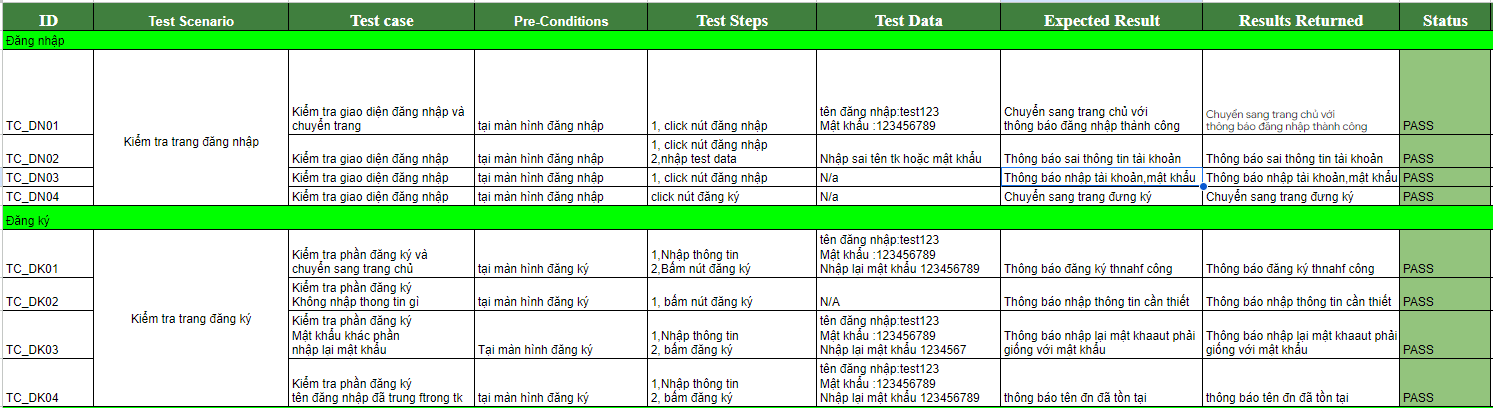 ID Test Scenario Test case Pre-Conditions Test Steps Test Data Expected Result Results Returned Status
Đăng nhập
TC_DN01
Kiểm tra trang đăng nhập
Kiểm tra giao diện đăng nhập và
chuyển trang
tại màn hình đăng nhập
1, click nút đăng nhập
tên đăng nhập:test123
Mật khẩu :123456789
Chuyển sang trang chủ với
thông báo đăng nhập thành công
Chuyển sang trang chủ với
thông báo đăng nhập thành công
PASS
TC_DN02
Kiểm tra giao diện đăng nhập
tại màn hình đăng nhập
1, click nút đăng nhập
2,nhập test data
Nhập sai tên tk hoặc mật khẩu
Thông báo sai thông tin tài khoản
Thông báo sai thông tin tài khoản
PASS
TC_DN03
Kiểm tra giao diện đăng nhập
tại màn hình đăng nhập
1, click nút đăng nhập
N/a
Thông báo nhập tài khoản,mật khẩu
Thông báo nhập tài khoản,mật khẩu
PASS
TC_DN04
Kiểm tra giao diện đăng nhập
tại màn hình đăng nhập
click nút đăng ký
N/a
Chuyển sang trang đưng ký
Chuyển sang trang đưng ký
PASS
Đăng ký
TC_DK01
Kiểm tra trang đăng ký
Kiểm tra phần đăng ký và
chuyển sang trang chủ
tại màn hình đăng ký
1,Nhập thông tin
2,Bấm nút đăng ký
tên đăng nhập:test123
Mật khẩu :123456789
Nhập lại mật khẩu 123456789
Thông báo đăng ký thnahf công
Thông báo đăng ký thnahf công
PASS
TC_DK02
Kiểm tra phần đăng ký
Không nhập thong tin gì
tại màn hình đăng ký
1, bấm nút đăng ký
N/A
Thông báo nhập thông tin cần thiết
Thông báo nhập thông tin cần thiết
PASS
TC_DK03
Kiểm tra phần đăng ký
Mật khẩu khác phần
nhập lại mật khẩu
Tại màn hình đăng ký
1,Nhập thông tin
2, bấm đăng ký
tên đăng nhập:test123
Mật khẩu :123456789
Nhập lại mật khẩu 1234567
Thông báo nhập lại mật khaaut phải
giống với mật khẩu
Thông báo nhập lại mật khaaut phải
giống với mật khẩu
PASS
TC_DK04
Kiểm tra phần đăng ký
tên đăng nhập đã trung ftrong tk
tại màn hình đăng ký
1,Nhập thông tin
2, bấm đăng ký
tên đăng nhập:test123
Mật khẩu :123456789
Nhập lại mật khẩu 123456789
thông báo tên đn đã tồn tại
thông báo tên đn đã tồn tại
PASS